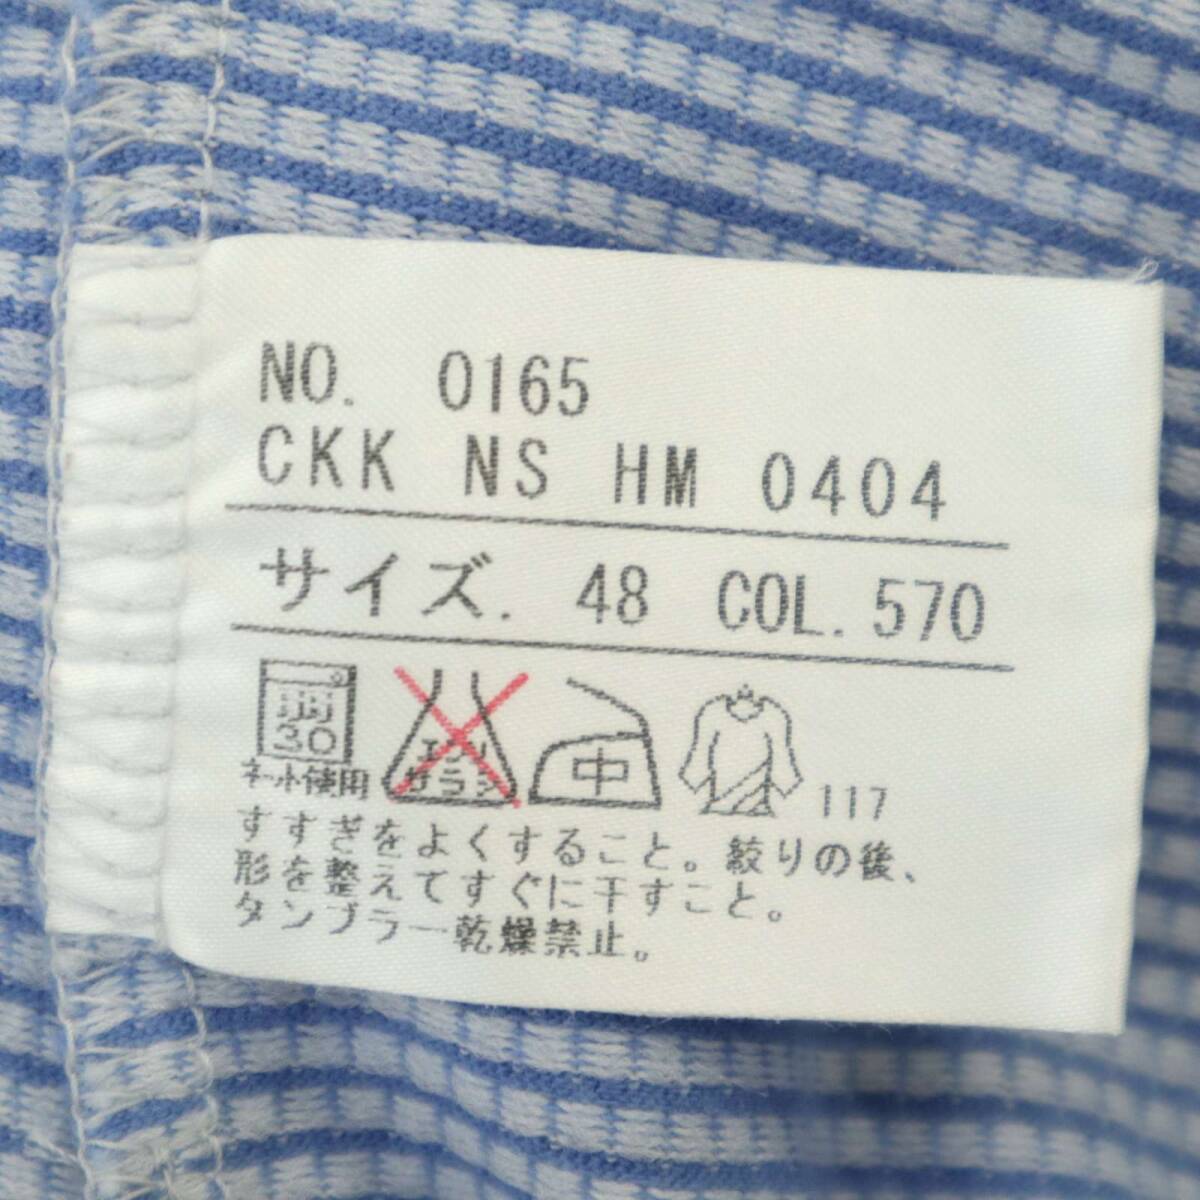 NO. 0165
CKK NS HM 0404
サイズ. 48 COL. 570
弱
30
ネット使用
エンソ
サラシ
中
117
すすぎをよくすること。絞りの後、
形を整えてすぐに干すこと。
タンブラー乾燥禁止。